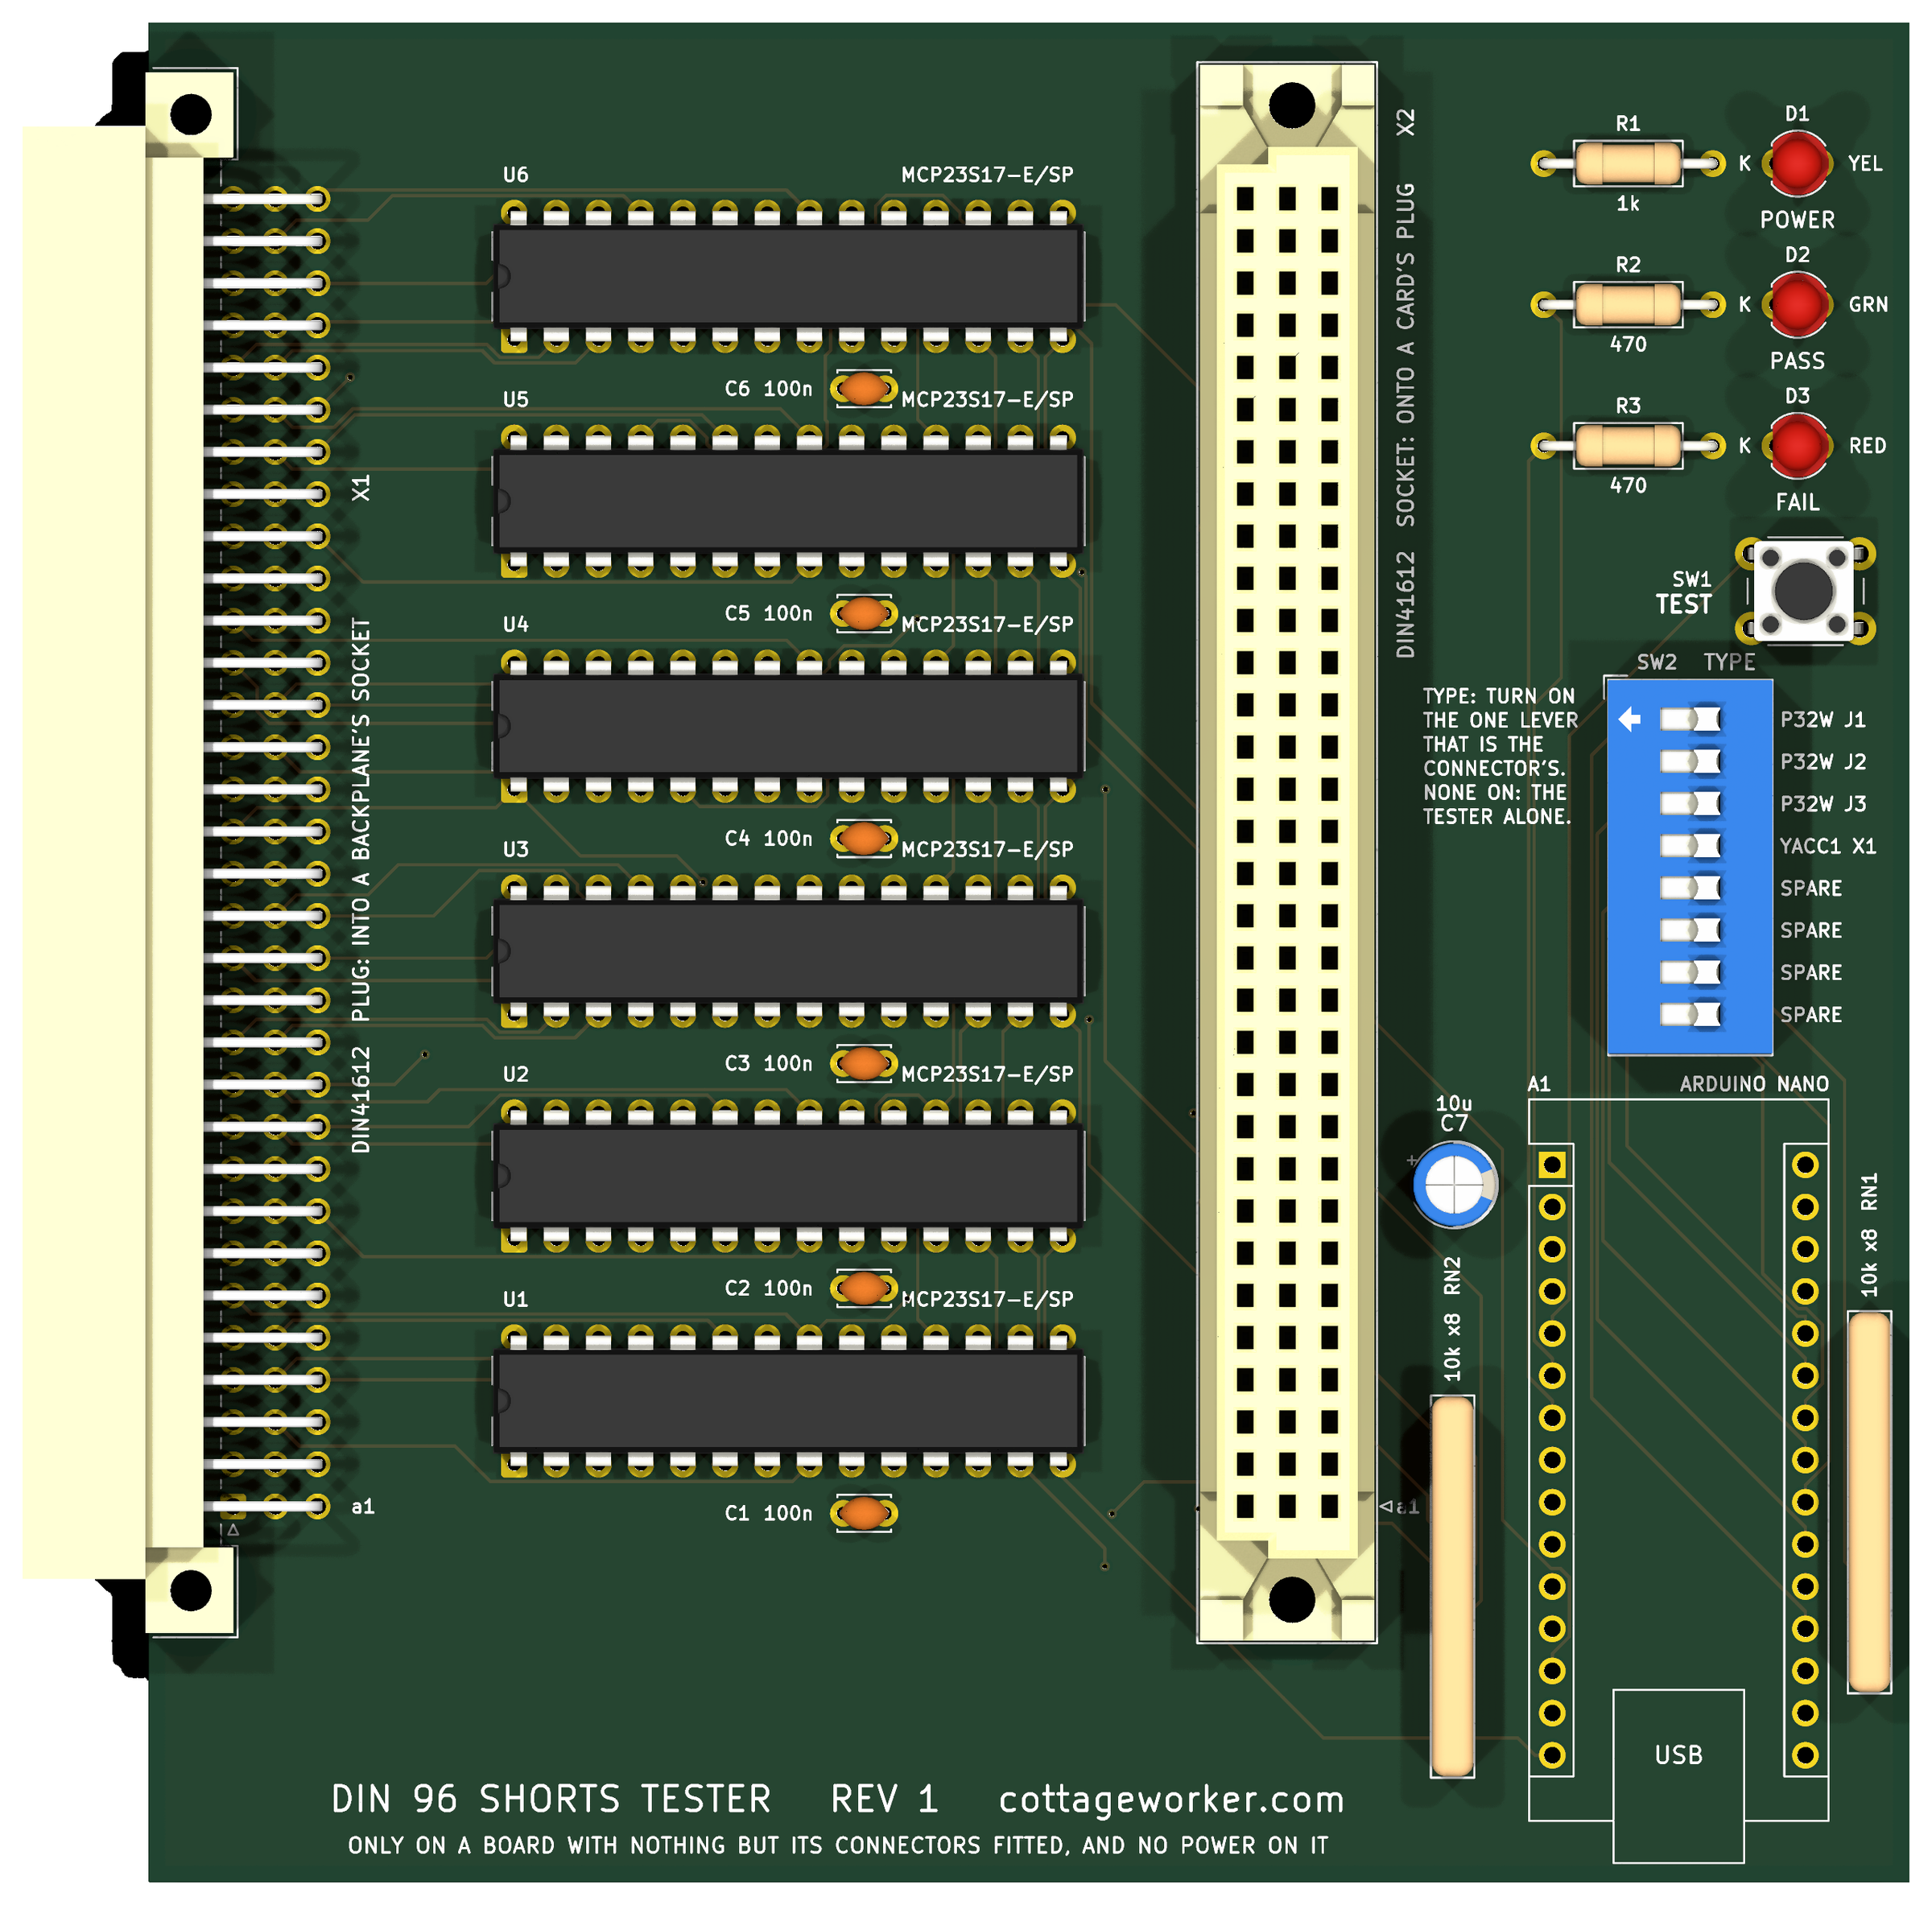 D1
R1
K
YEL
1k
POWER
D2
R2
K
GRN
470
PASS
D3
R3
K
RED
470
FAIL
SW1
TEST
SW2 TYPE
TYPE: TURN ON
THE ONE LEVER
THAT IS THE
CONNECTOR'S.
NONE ON: THE
TESTER ALONE.
P32W J1
P32W J2
P32W J3
YACC1 X1
SPARE
SPARE
SPARE
SPARE
U6
MCP23S17-E/SP
C6 100n
U5
MCP23S17-E/SP
C5 100n
U4
MCP23S17-E/SP
C4 100n
U3
MCP23S17-E/SP
C3 100n
U2
MCP23S17-E/SP
C2 100n
U1
MCP23S17-E/SP
C1 100n
DIN41612 PLUG: INTO A BACKPLANE'S SOCKET X1
a1
DIN41612 SOCKET: ONTO A CARD'S PLUG X2
a1
10u
C7
+
10k x8 RN2
A1
ARDUINO NANO
10k x8 RN1
USB
DIN 96 SHORTS TESTER REV 1 cottageworker.com
ONLY ON A BOARD WITH NOTHING BUT ITS CONNECTORS FITTED, AND NO POWER ON IT